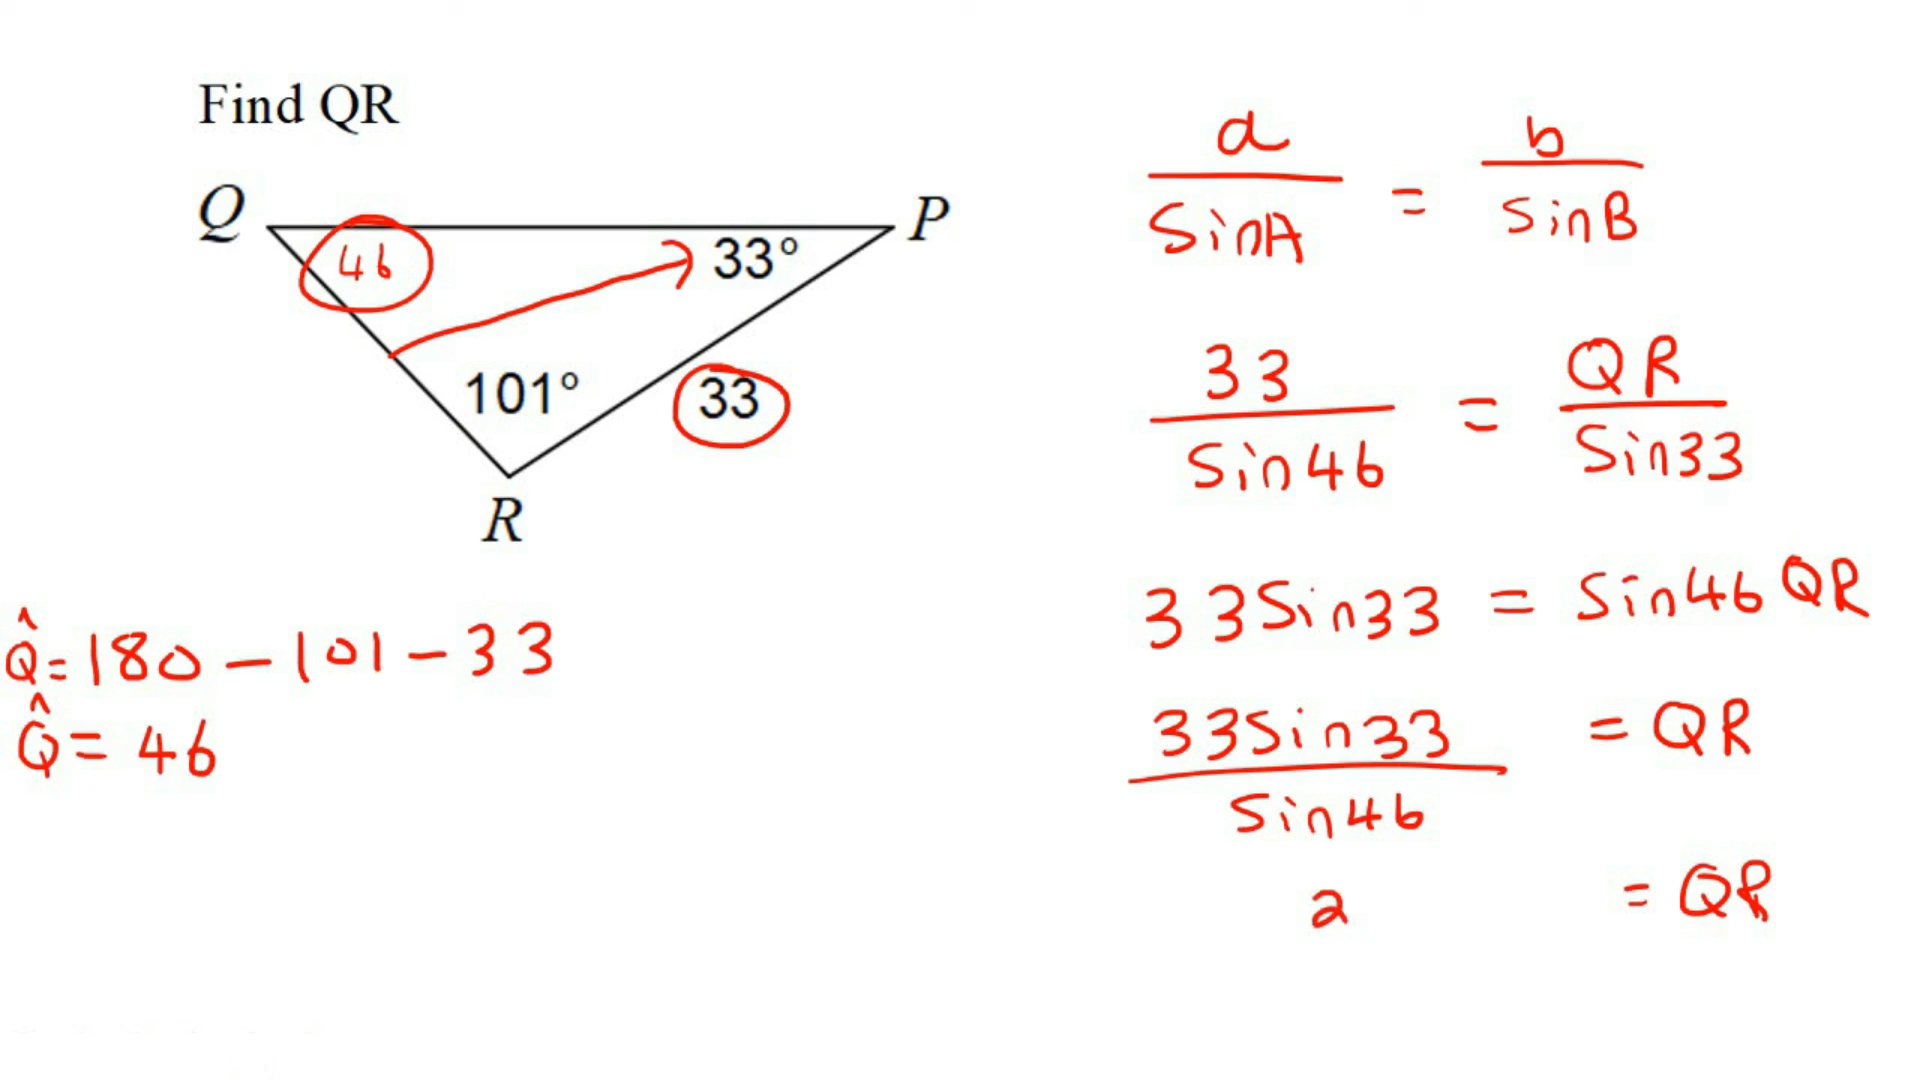 Find QR
Q
P
46
33°
101°
33
R
Q̂ = 180 - 101 - 33
Q̂ = 46
a/SinA = b/SinB
33/Sin46 = QR/Sin33
33Sin33 = Sin46 QR
33Sin33/Sin46 = QR
2 = QR